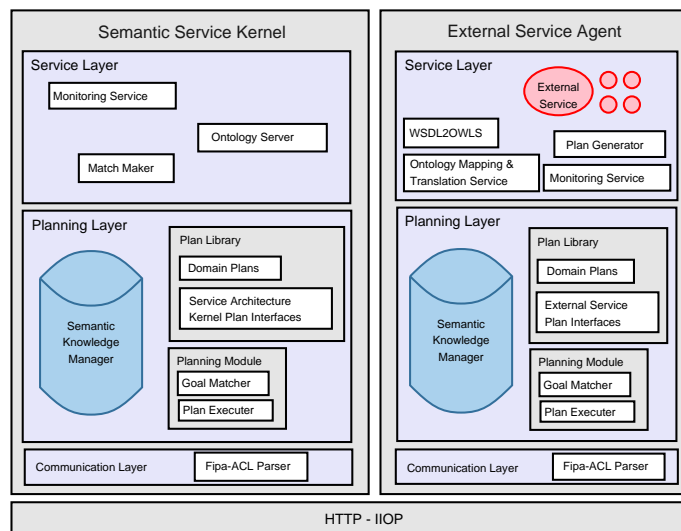 Semantic Service Kernel
Service Layer
Monitoring Service
Ontology Server
Match Maker
Planning Layer
Plan Library
Domain Plans
Service Architecture
Kernel Plan Interfaces
Semantic
Knowledge
Manager
Planning Module
Goal Matcher
Plan Executer
Communication Layer
Fipa-ACL Parser
External Service Agent
Service Layer
External
Service
WSDL2OWLS
Plan Generator
Ontology Mapping &
Translation Service
Monitoring Service
Planning Layer
Plan Library
Domain Plans
External Service
Plan Interfaces
Semantic
Knowledge
Manager
Planning Module
Goal Matcher
Plan Executer
Communication Layer
Fipa-ACL Parser
HTTP - IIOP